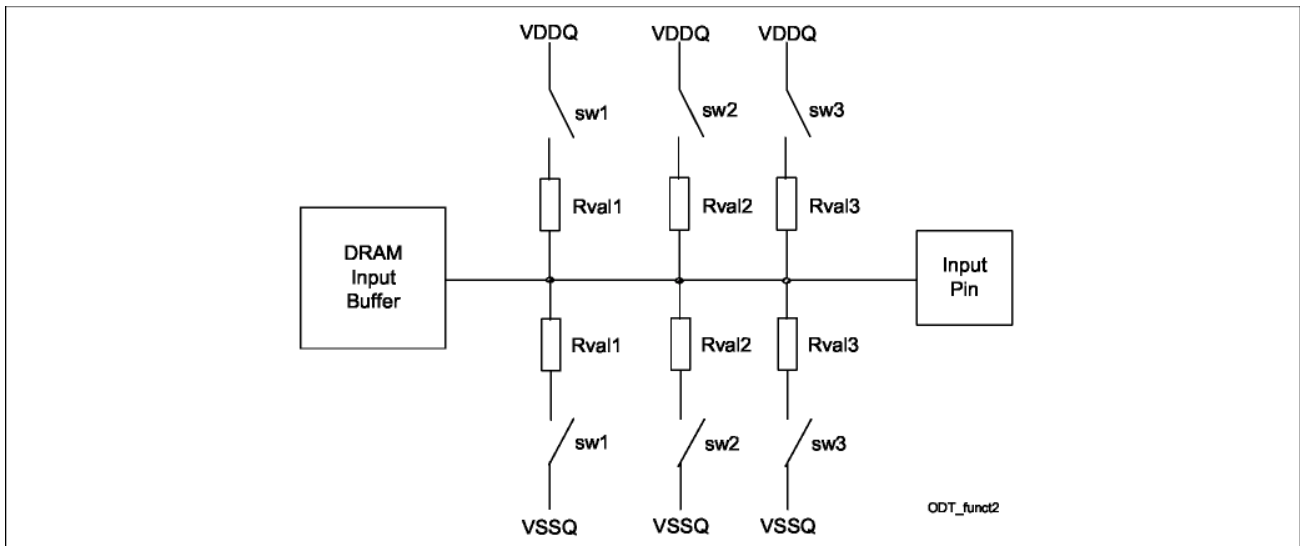 VDDQ VDDQ VDDQ
sw1 sw2 sw3
Rval1 Rval2 Rval3
DRAM
Input
Buffer
Input
Pin
Rval1 Rval2 Rval3
sw1 sw2 sw3
VSSQ VSSQ VSSQ
ODT_funct2